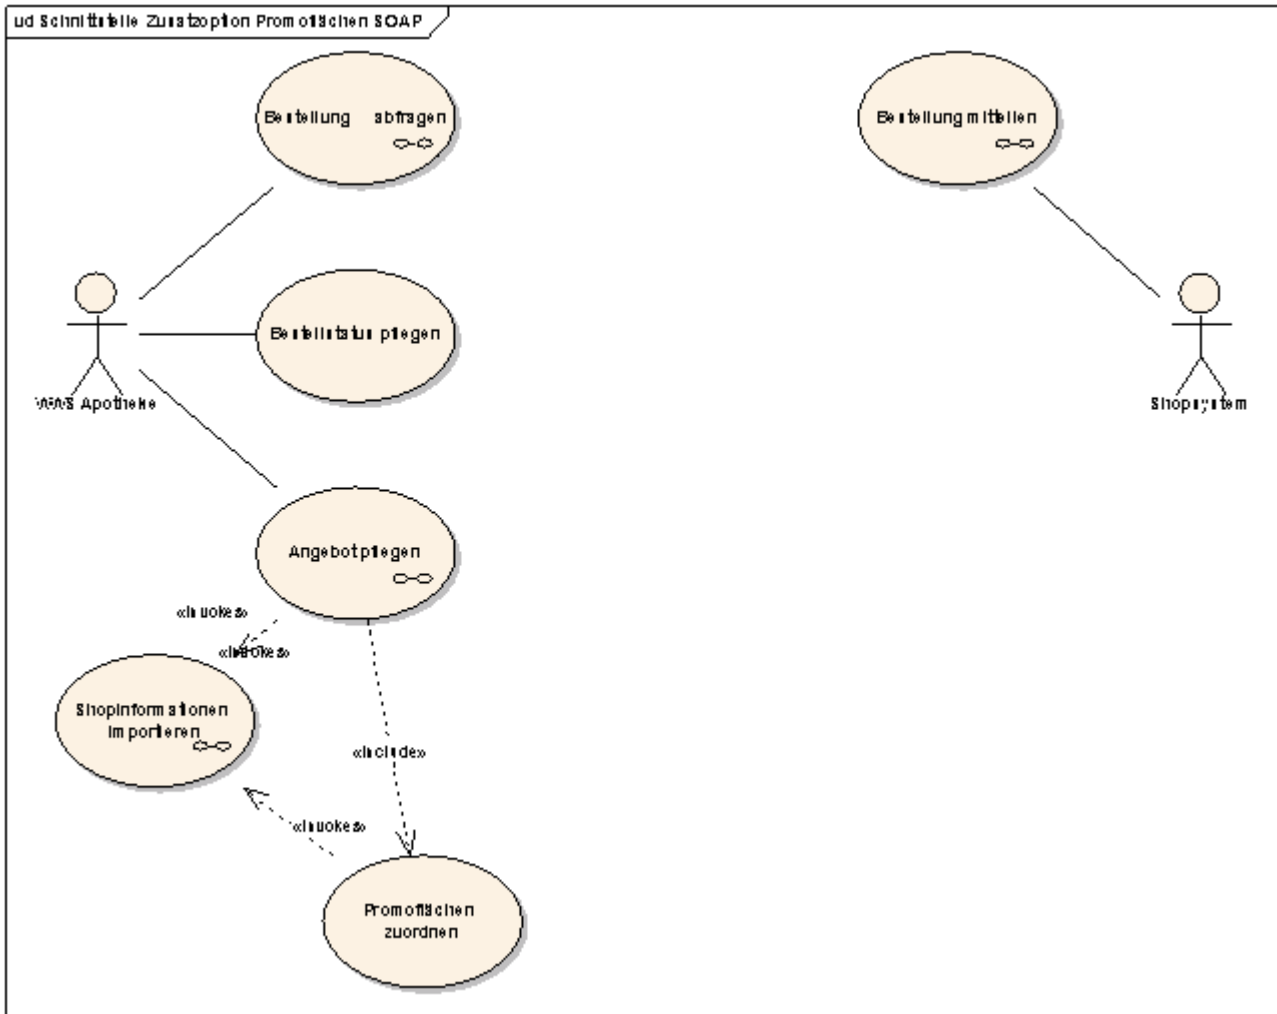 ud Schnittstelle Zusatzoption Promoflächen SOAP
Bestellung abfragen
Bestellung mitteilen
Bestellstatus pflegen
WWS Apotheke
Shopsystem
Angebot pflegen
«invokes»
«invokes»
Shopinformationen
importieren
«include»
«invokes»
Promoflächen
zuordnen